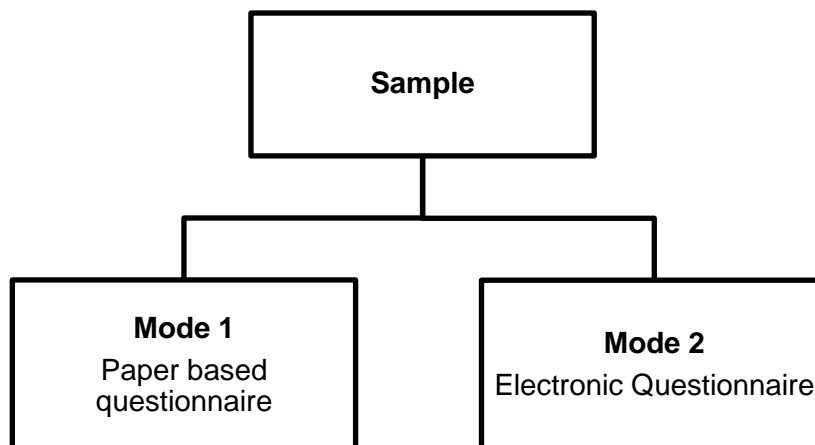 Sample
Mode 1
Paper based
questionnaire
Mode 2
Electronic Questionnaire